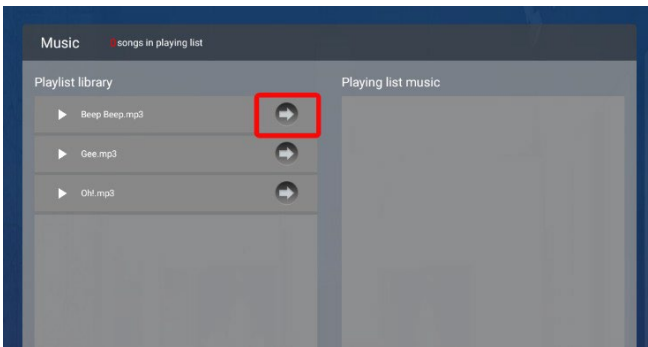 Music songs in playing list
Playlist library
Playing list music
Beep Beep.mp3
Gee.mp3
Oh!.mp3